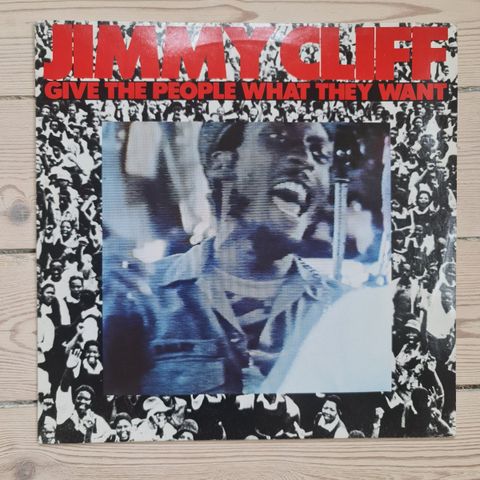 JIMMY CLIFF
GIVE THE PEOPLE WHAT THEY WANT